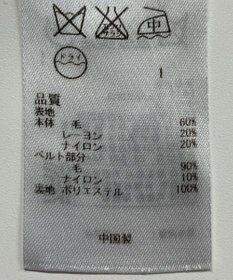 中
ドライ
1
品質
表地
本体 毛 60%
レーヨン 20%
ナイロン 20%
ベルト部分
毛 90%
ナイロン 10%
裏地 ポリエステル 100%
中国製